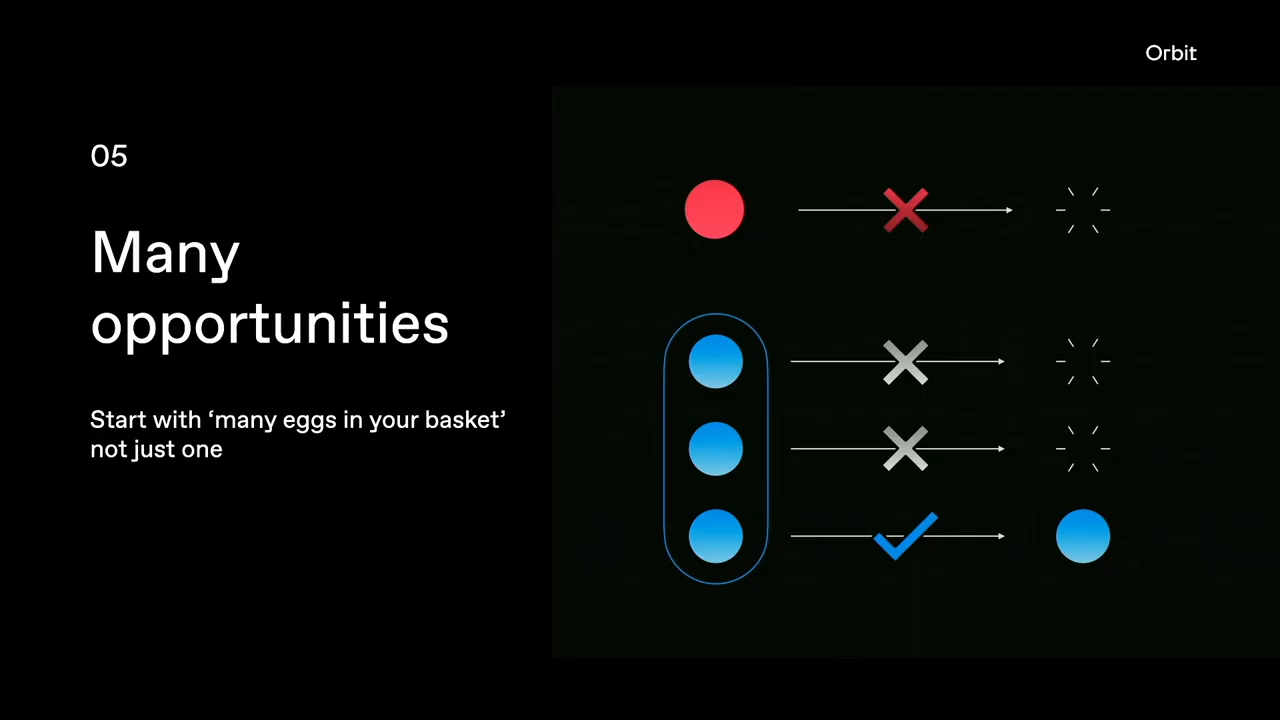 Orbit
05
Many
opportunities
Start with ‘many eggs in your basket’
not just one